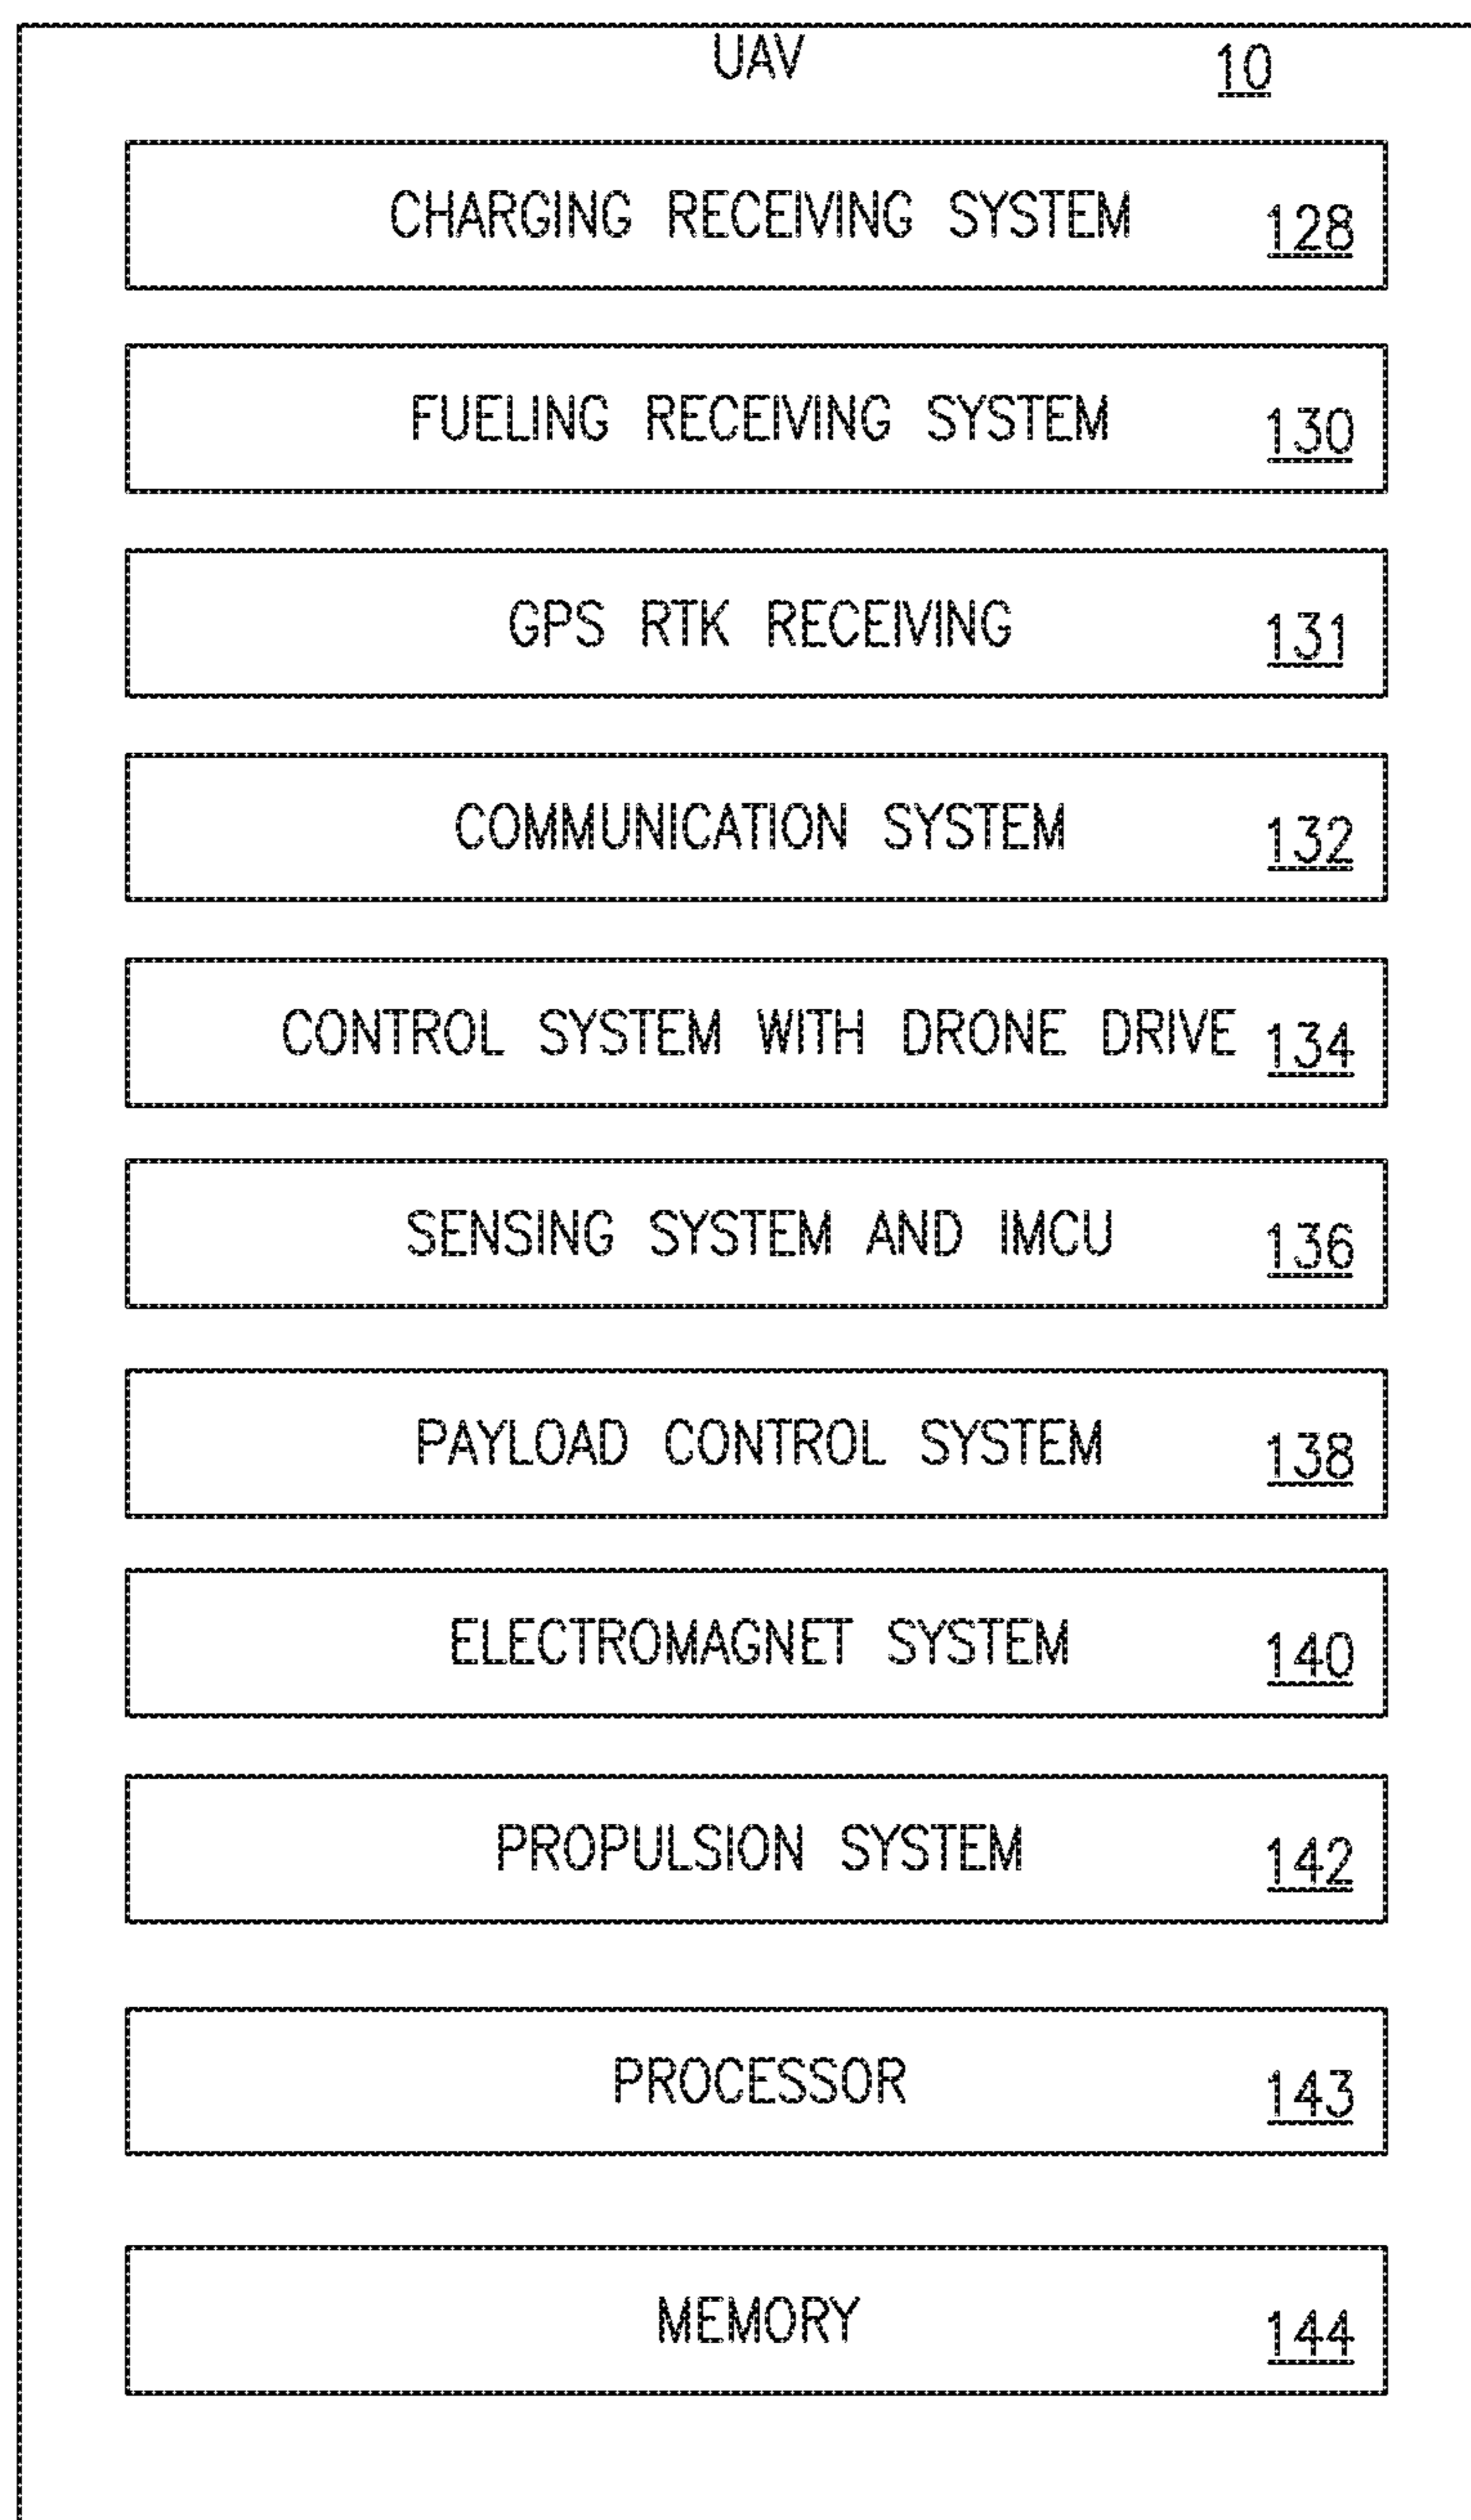 UAV 10
CHARGING RECEIVING SYSTEM 128
FUELING RECEIVING SYSTEM 130
GPS RTK RECEIVING 131
COMMUNICATION SYSTEM 132
CONTROL SYSTEM WITH DRONE DRIVE 134
SENSING SYSTEM AND IMCU 136
PAYLOAD CONTROL SYSTEM 138
ELECTROMAGNET SYSTEM 140
PROPULSION SYSTEM 142
PROCESSOR 143
MEMORY 144